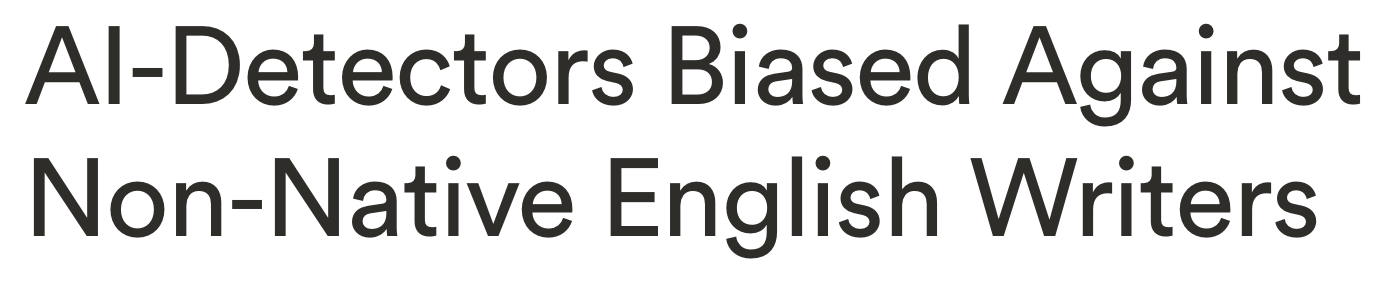 AI-Detectors Biased Against
Non-Native English Writers